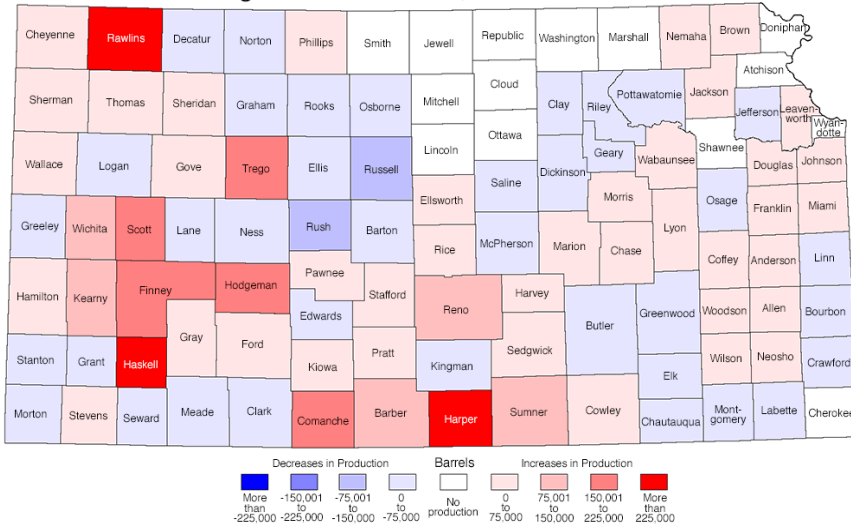 Cheyenne
Rawlins
Decatur
Norton
Phillips
Smith
Jewell
Republic
Washington
Marshall
Nemaha
Brown
Doniphan
Atchison
Sherman
Thomas
Sheridan
Graham
Rooks
Osborne
Mitchell
Cloud
Clay
Riley
Pottawatomie
Jackson
Jefferson
Leaven-
worth
Wyan-
dotte
Wallace
Logan
Gove
Trego
Ellis
Russell
Lincoln
Ottawa
Saline
Dickinson
Geary
Wabaunsee
Shawnee
Douglas
Johnson
Greeley
Wichita
Scott
Lane
Ness
Rush
Barton
Ellsworth
Rice
McPherson
Marion
Morris
Chase
Lyon
Osage
Franklin
Miami
Coffey
Anderson
Linn
Hamilton
Kearny
Finney
Hodgeman
Pawnee
Stafford
Edwards
Reno
Harvey
Butler
Greenwood
Woodson
Allen
Bourbon
Gray
Ford
Kiowa
Pratt
Kingman
Sedgwick
Elk
Wilson
Neosho
Crawford
Stanton
Grant
Haskell
Morton
Stevens
Seward
Meade
Clark
Comanche
Barber
Harper
Sumner
Cowley
Chautauqua
Mont-
gomery
Labette
Cherokee
Decreases in Production
Barrels
Increases in Production
More
than
-225,000
-150,001
to
-225,000
-75,001
to
-150,000
0
to
-75,000
No
production
0
to
75,000
75,001
to
150,000
150,001
to
225,000
More
than
225,000